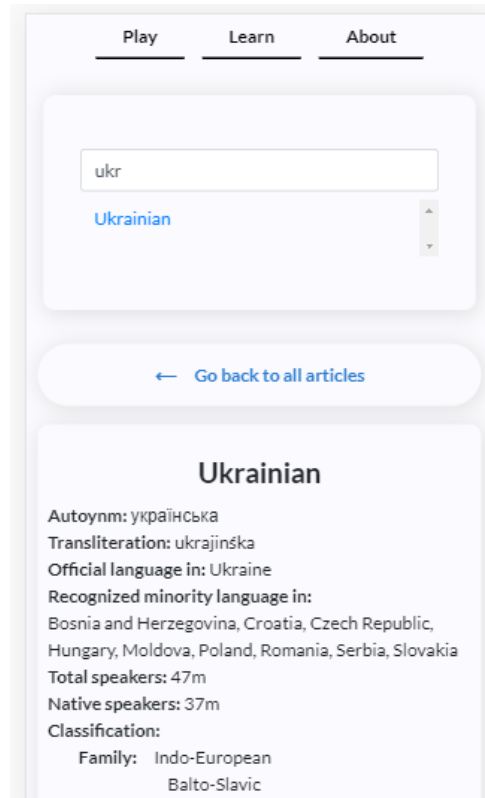 Play Learn About
ukr
Ukrainian
← Go back to all articles
Ukrainian
Autoynm: українська
Transliteration: ukrajinśka
Official language in: Ukraine
Recognized minority language in:
Bosnia and Herzegovina, Croatia, Czech Republic,
Hungary, Moldova, Poland, Romania, Serbia, Slovakia
Total speakers: 47m
Native speakers: 37m
Classification:
Family: Indo-European
Balto-Slavic